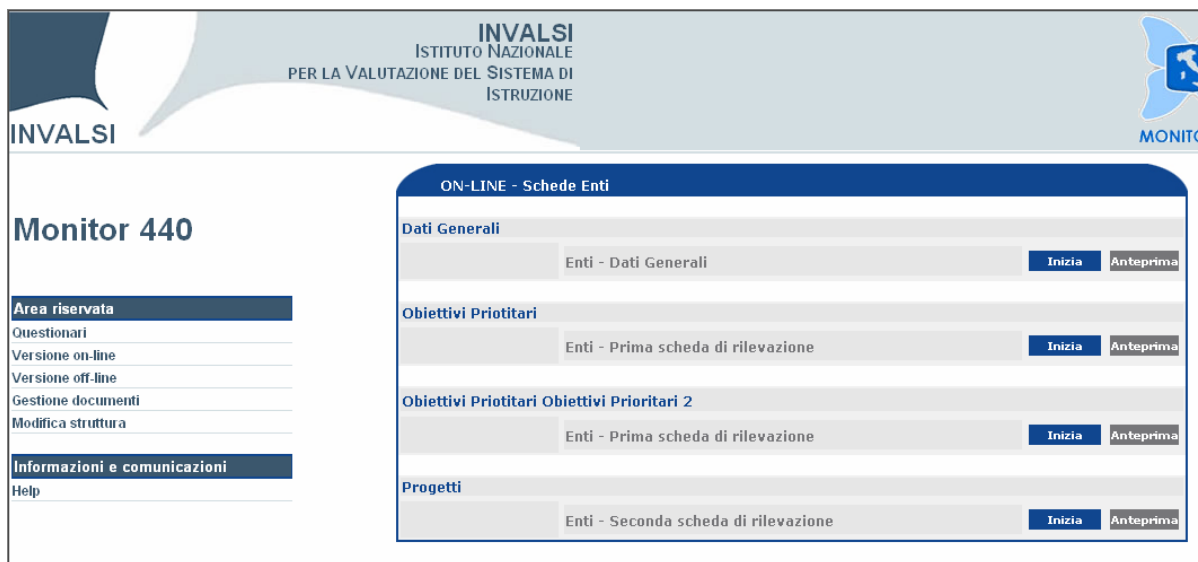 INVALSI
ISTITUTO NAZIONALE
PER LA VALUTAZIONE DEL SISTEMA DI
ISTRUZIONE
INVALSI
Monitor 440
Area riservata
Questionari
Versione on-line
Versione off-line
Gestione documenti
Modifica struttura
Informazioni e comunicazioni
Help
ON-LINE - Schede Enti
Dati Generali
Enti - Dati Generali Inizia Anteprima
Obiettivi Priotitari
Enti - Prima scheda di rilevazione Inizia Anteprima
Obiettivi Priotitari Obiettivi Prioritari 2
Enti - Prima scheda di rilevazione Inizia Anteprima
Progetti
Enti - Seconda scheda di rilevazione Inizia Anteprima